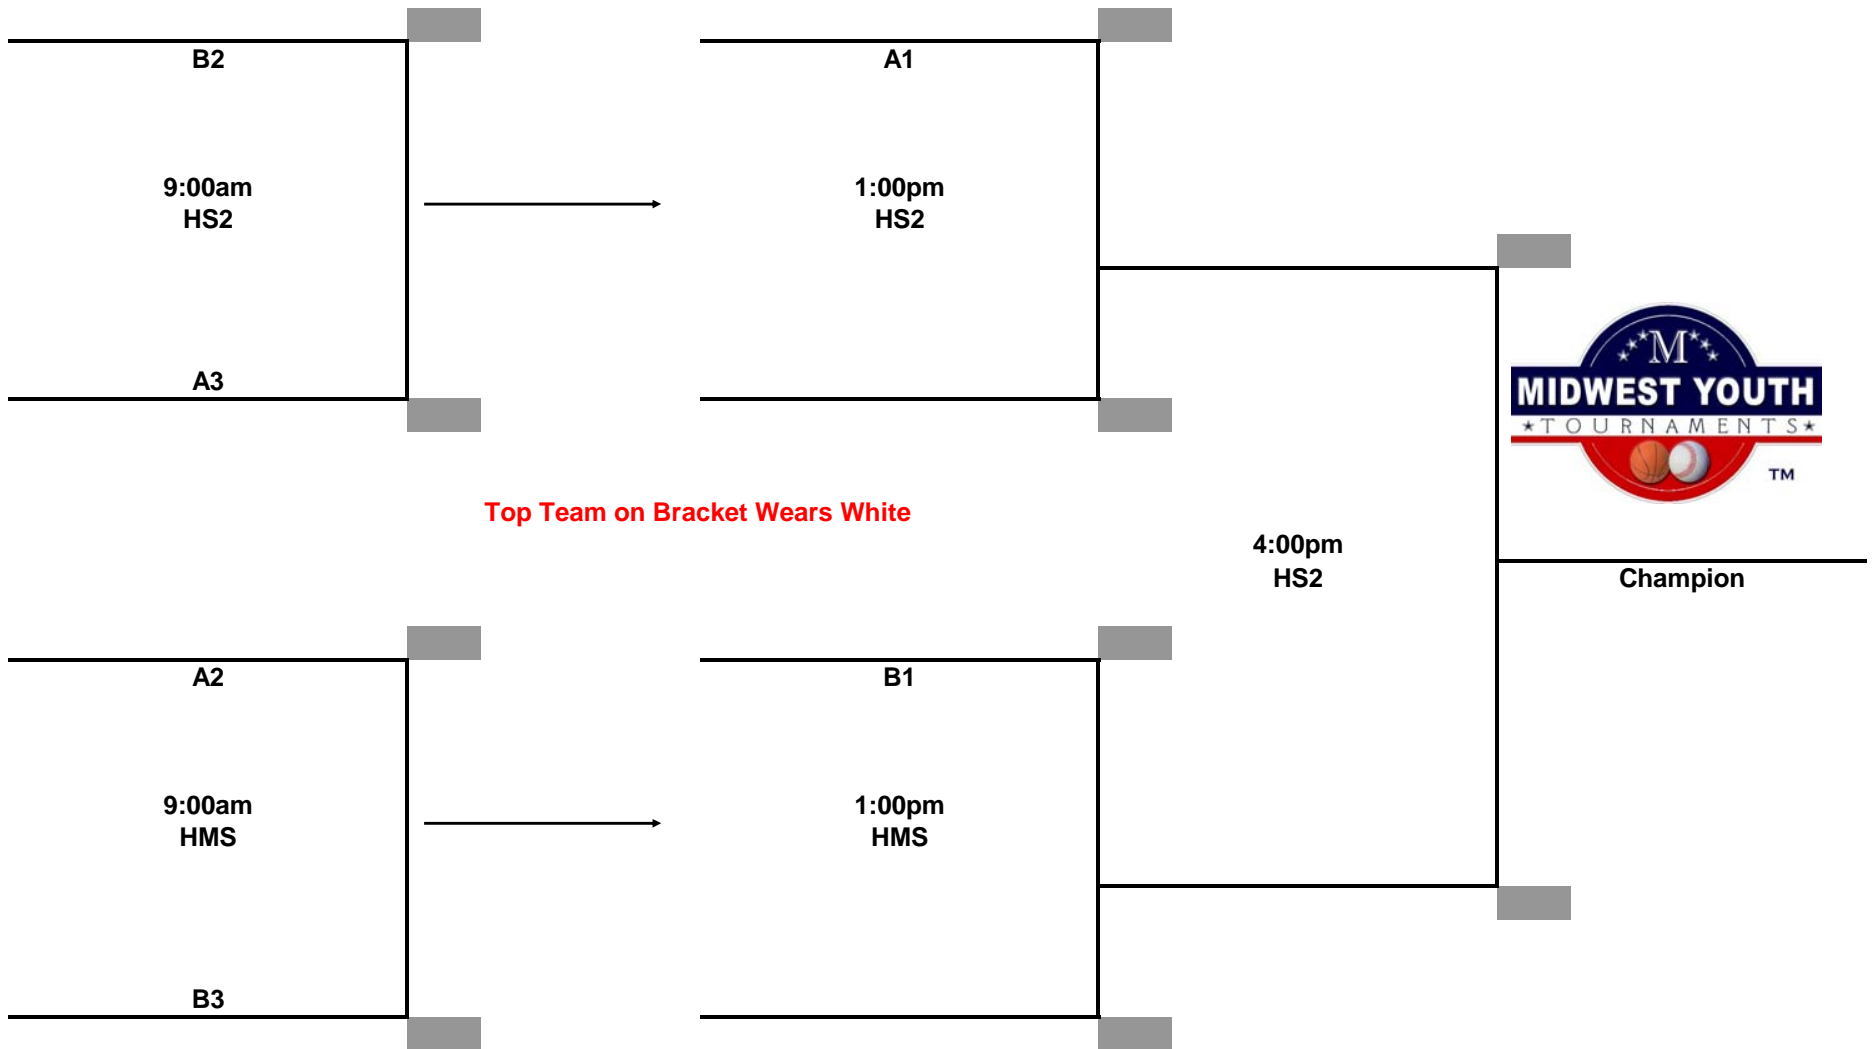 B2
9:00am
HS2
A3
A1
1:00pm
HS2
M
MIDWEST YOUTH
★TOURNAMENTS★
TM
Top Team on Bracket Wears White
4:00pm
HS2
Champion
A2
9:00am
HMS
B3
B1
1:00pm
HMS